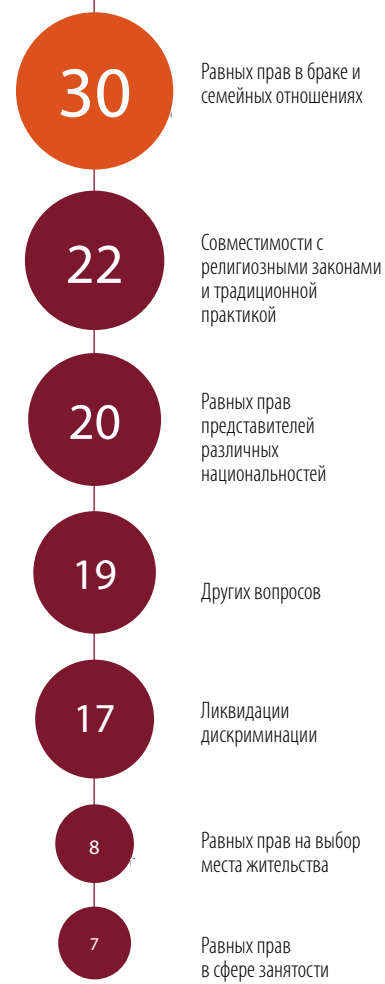 30
Равных прав в браке и
семейных отношениях
22
Совместимости с
религиозными законами
и традиционной
практикой
20
Равных прав
представителей
различных
национальностей
19
Других вопросов
17
Ликвидации
дискриминации
8
Равных прав на выбор
места жительства
7
Равных прав
в сфере занятости